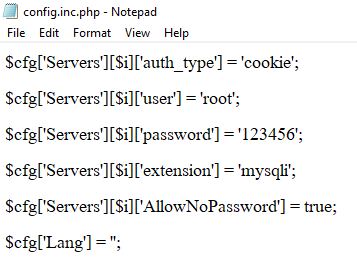 config.inc.php - Notepad
File Edit Format View Help
$cfg['Servers'][$i]['auth_type'] = 'cookie';
$cfg['Servers'][$i]['user'] = 'root';
$cfg['Servers'][$i]['password'] = '123456';
$cfg['Servers'][$i]['extension'] = 'mysqli';
$cfg['Servers'][$i]['AllowNoPassword'] = true;
$cfg['Lang'] = '';